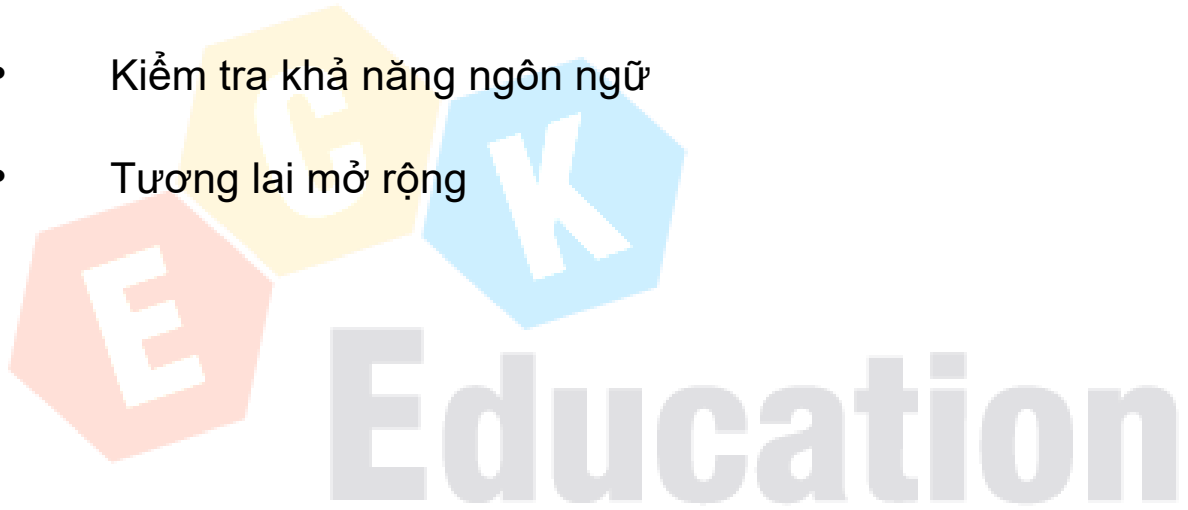 • Kiểm tra khả năng ngôn ngữ
• Tương lai mở rộng
E C K
Education